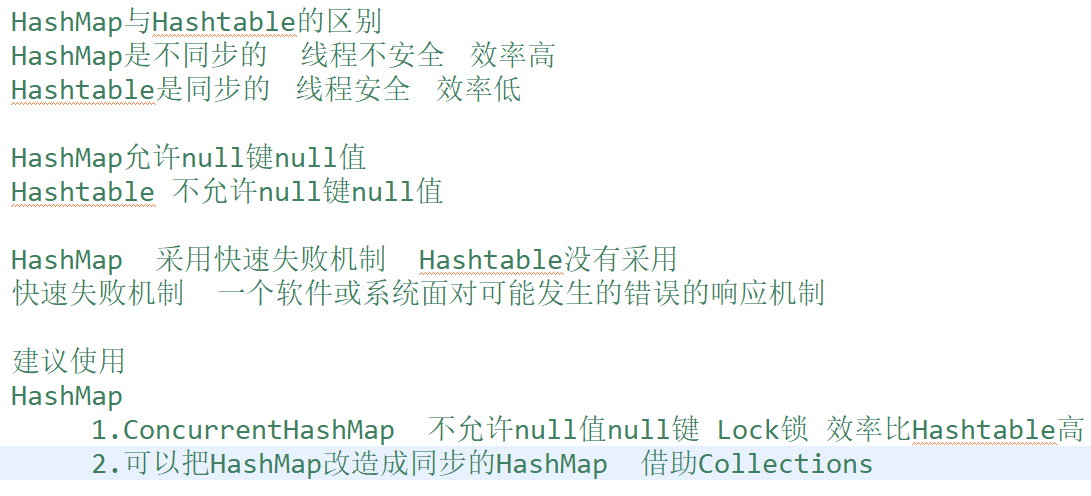 HashMap与Hashtable的区别
HashMap是不同步的 线程不安全 效率高
Hashtable是同步的 线程安全 效率低
HashMap允许null键null值
Hashtable 不允许null键null值
HashMap 采用快速失败机制 Hashtable没有采用
快速失败机制 一个软件或系统面对可能发生的错误的响应机制
建议使用
HashMap
1.ConcurrentHashMap 不允许null值null键 Lock锁 效率比Hashtable高
2.可以把HashMap改造成同步的HashMap 借助Collections